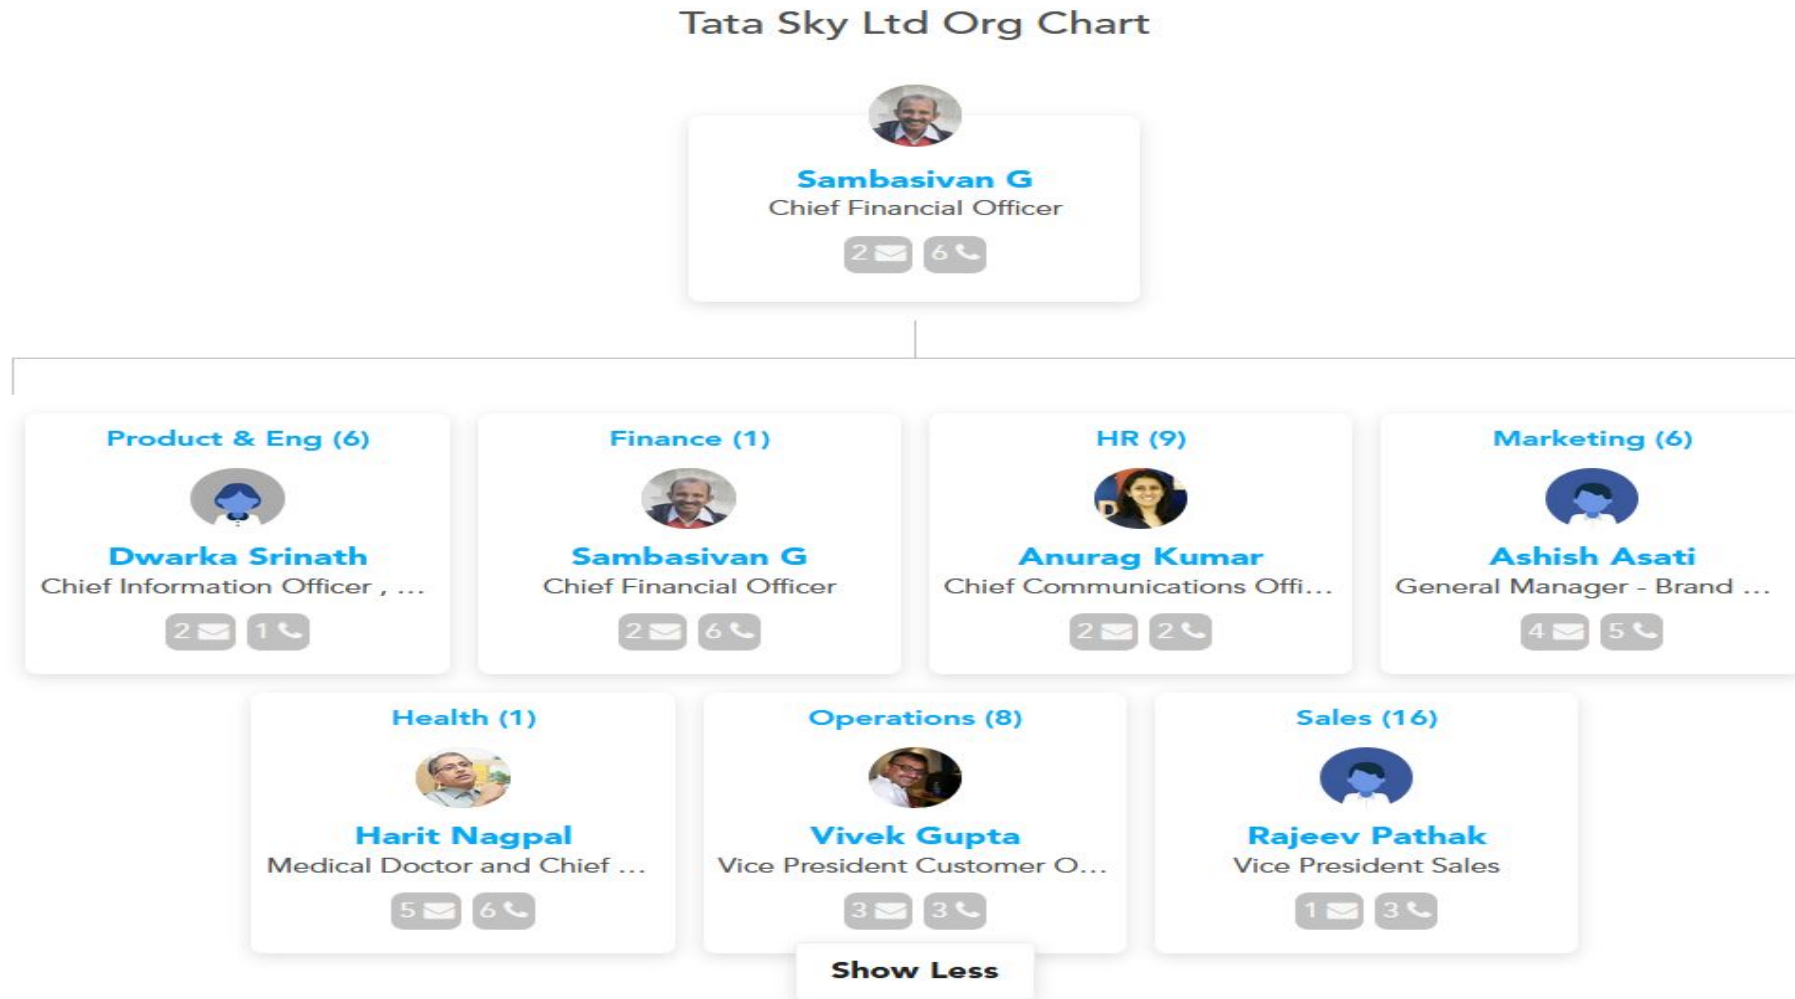 Tata Sky Ltd Org Chart
Sambasivan G
Chief Financial Officer
2 6
Product & Eng (6)
Dwarka Srinath
Chief Information Officer , ...
2 1
Finance (1)
Sambasivan G
Chief Financial Officer
2 6
HR (9)
Anurag Kumar
Chief Communications Offi...
2 2
Marketing (6)
Ashish Asati
General Manager - Brand ...
4 5
Health (1)
Harit Nagpal
Medical Doctor and Chief ...
5 6
Operations (8)
Vivek Gupta
Vice President Customer O...
3 3
Sales (16)
Rajeev Pathak
Vice President Sales
1 3
Show Less